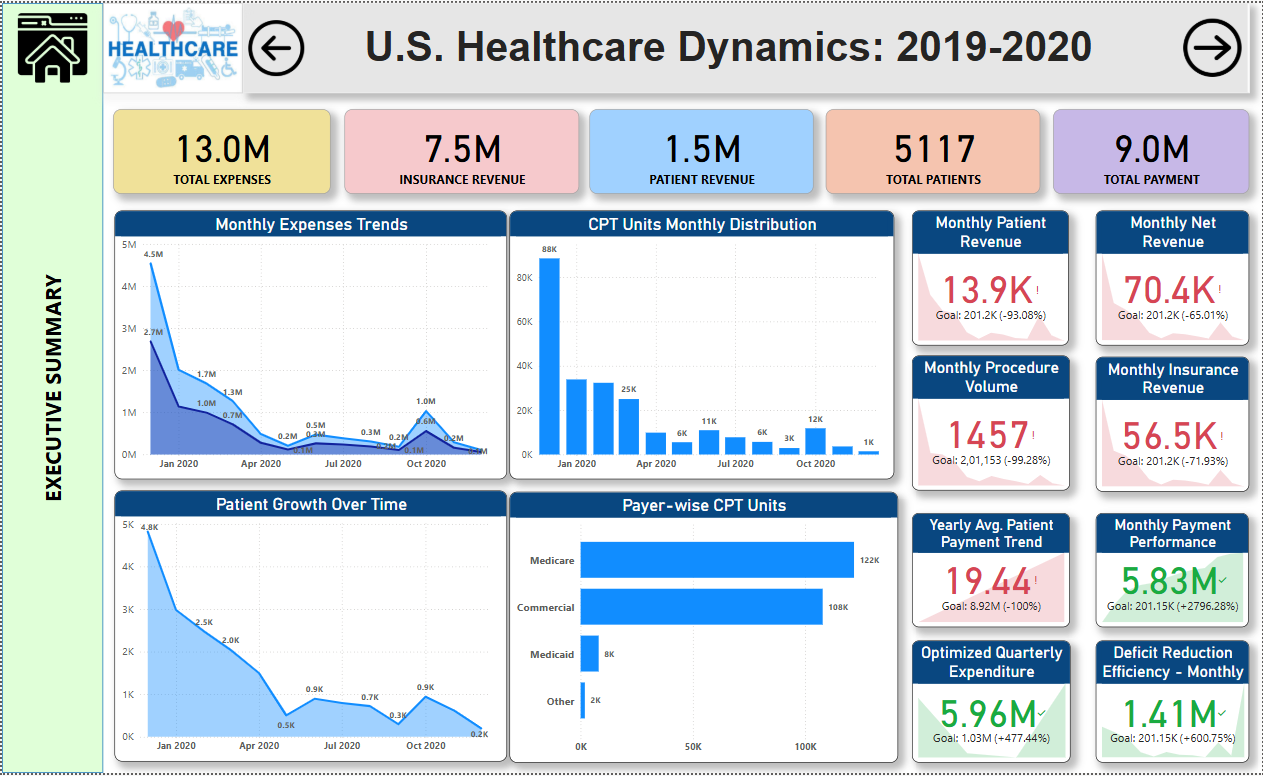 HEALTHCARE
U.S. Healthcare Dynamics: 2019-2020
EXECUTIVE SUMMARY
13.0M
TOTAL EXPENSES
7.5M
INSURANCE REVENUE
1.5M
PATIENT REVENUE
5117
TOTAL PATIENTS
9.0M
TOTAL PAYMENT
Monthly Expenses Trends
5M
4M
3M
2M
1M
0M
4.5M
2.7M
1.7M
1.0M
1.3M
0.7M
0.2M
0.1M
0.5M
0.3M
0.3M
0.2M
0.2M
0.1M
1.0M
0.6M
0.2M
Jan 2020
Apr 2020
Jul 2020
Oct 2020
CPT Units Monthly Distribution
80K
60K
40K
20K
0K
88K
25K
6K
11K
6K
3K
12K
1K
Jan 2020
Apr 2020
Jul 2020
Oct 2020
Monthly Patient
Revenue
13.9K!
Goal: 201.2K (-93.08%)
Monthly Net
Revenue
70.4K!
Goal: 201.2K (-65.01%)
Monthly Procedure
Volume
1457!
Goal: 2,01,153 (-99.28%)
Monthly Insurance
Revenue
56.5K!
Goal: 201.2K (-71.93%)
Patient Growth Over Time
5K
4K
3K
2K
1K
0K
4.8K
2.5K
2.0K
0.5K
0.9K
0.7K
0.3K
0.9K
0.2K
Jan 2020
Apr 2020
Jul 2020
Oct 2020
Payer-wise CPT Units
Medicare
122K
Commercial
108K
Medicaid
8K
Other
2K
0K
50K
100K
Yearly Avg. Patient
Payment Trend
19.44!
Goal: 8.92M (-100%)
Monthly Payment
Performance
5.83M
Goal: 201.15K (+2796.28%)
Optimized Quarterly
Expenditure
5.96M
Goal: 1.03M (+477.44%)
Deficit Reduction
Efficiency - Monthly
1.41M
Goal: 201.15K (+600.75%)